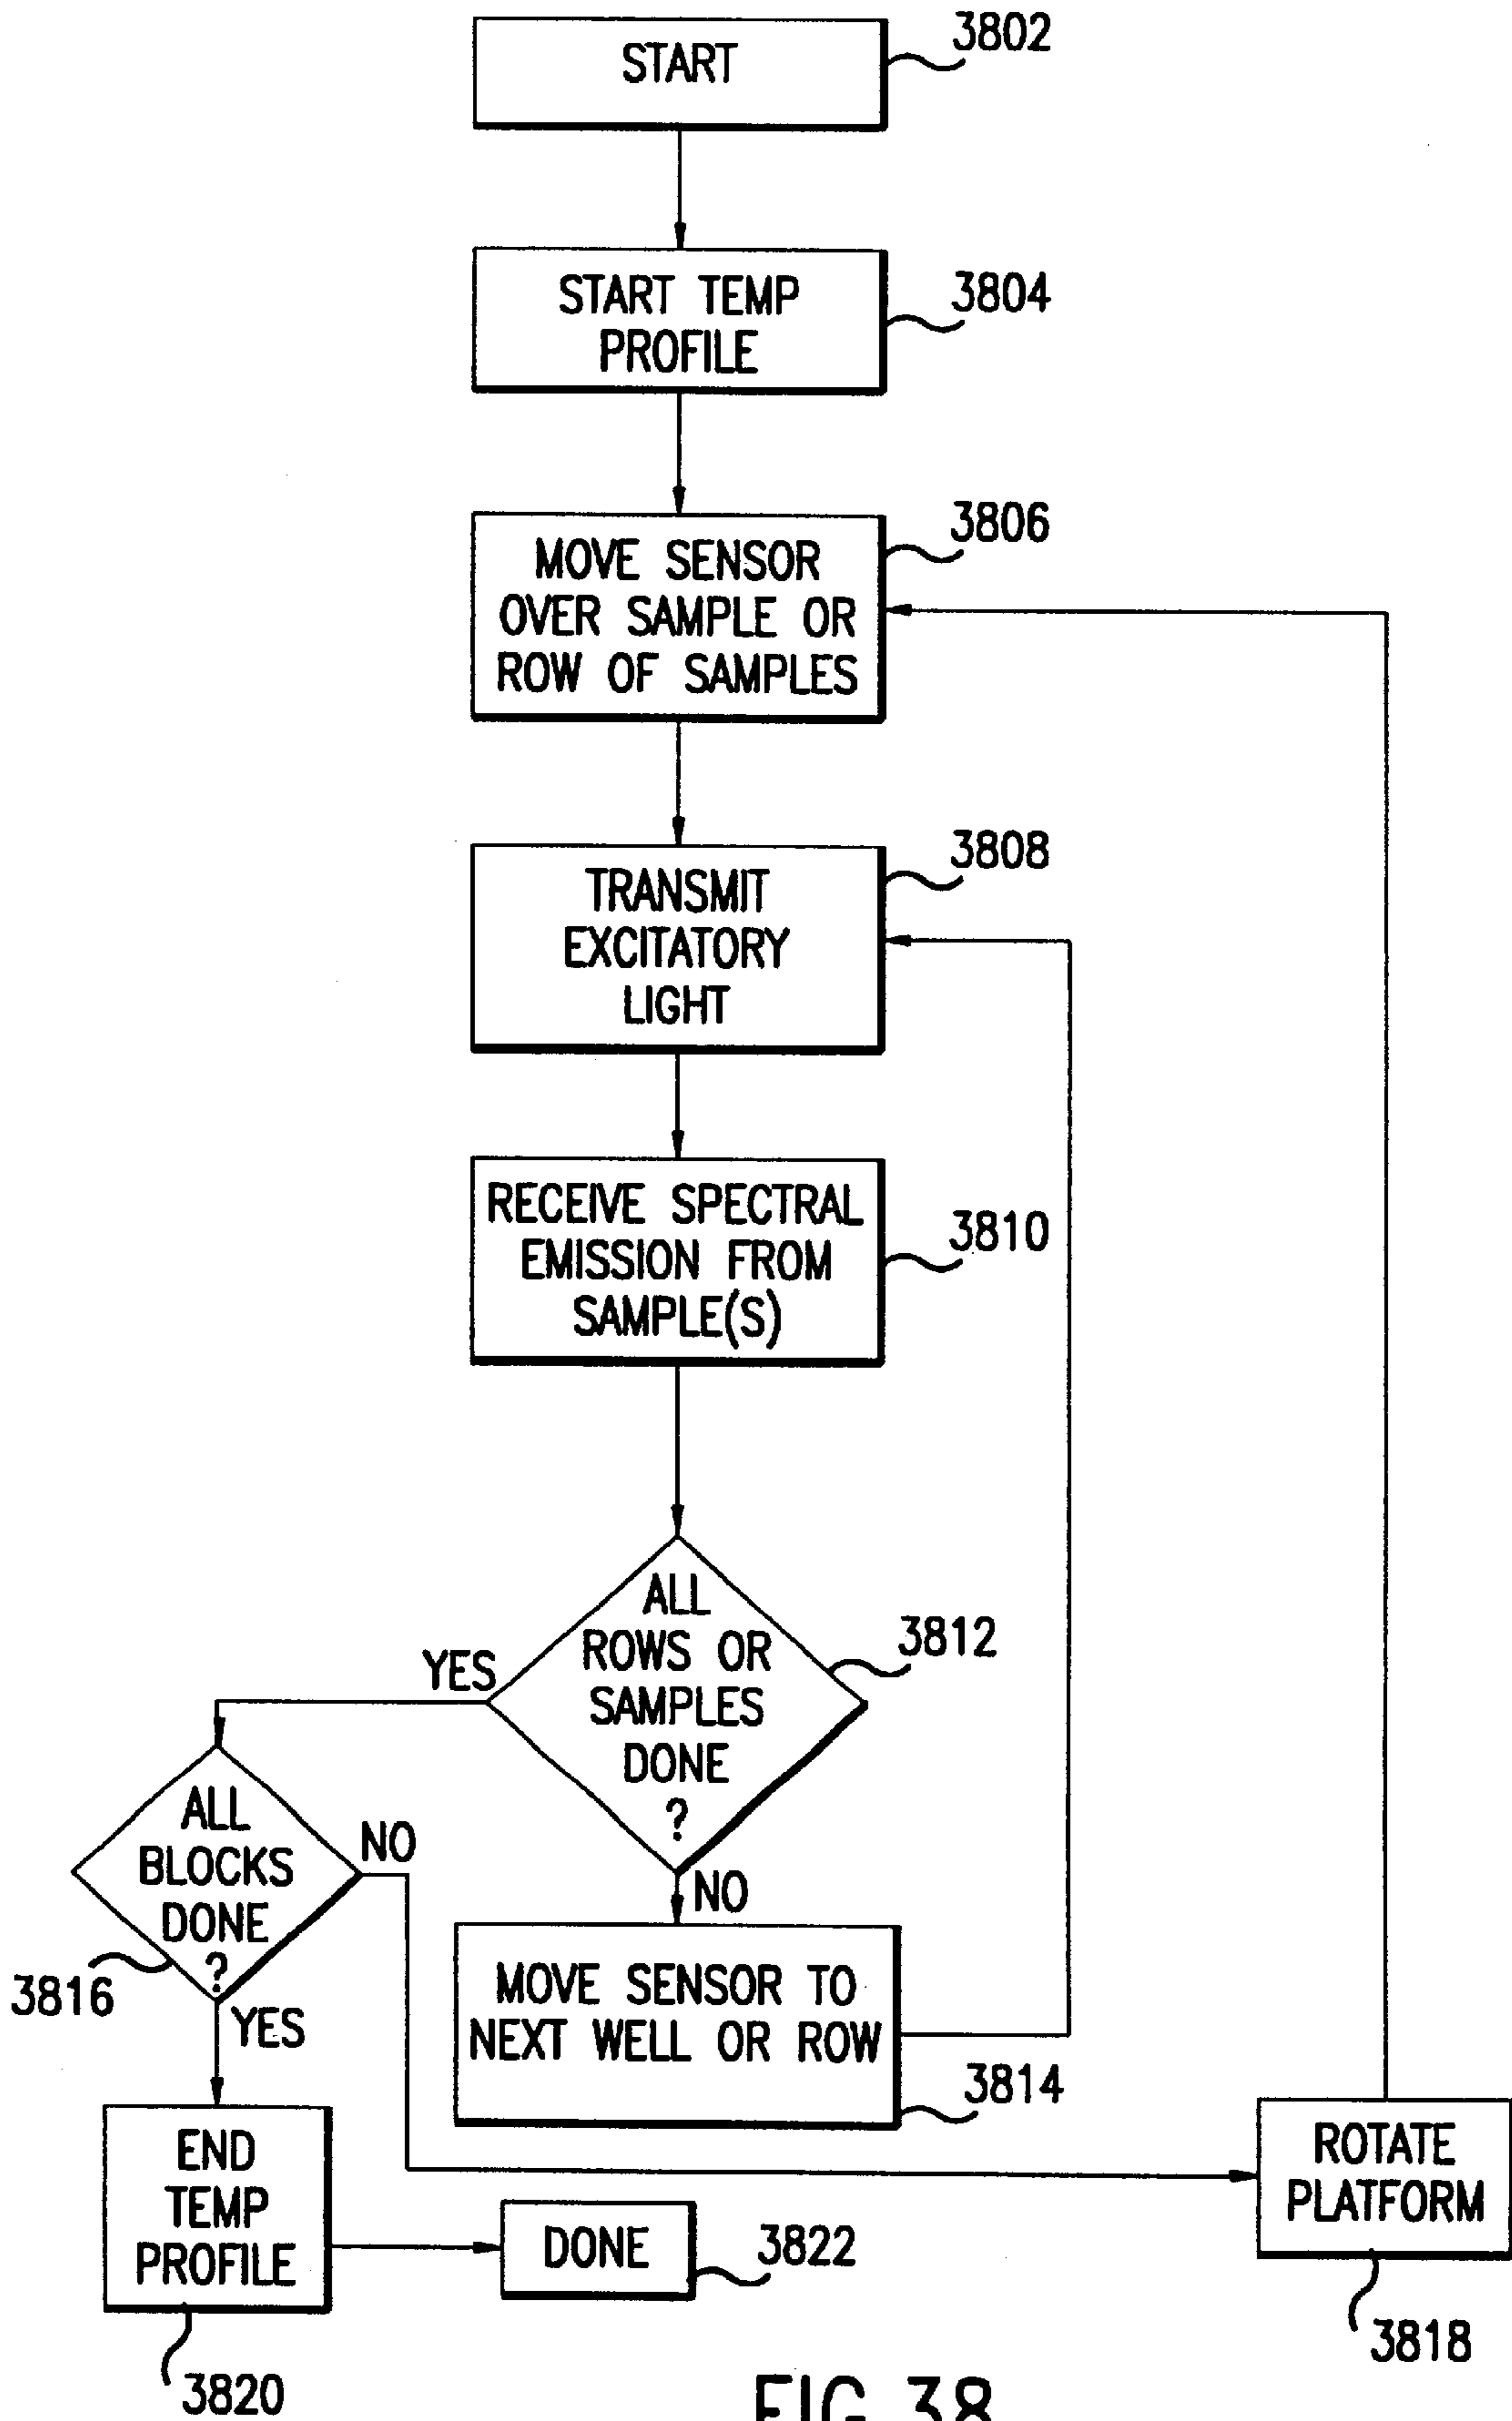 START
3802
START TEMP
PROFILE
3804
MOVE SENSOR
OVER SAMPLE OR
ROW OF SAMPLES
3806
TRANSMIT
EXCITATORY
LIGHT
3808
RECEIVE SPECTRAL
EMISSION FROM
SAMPLE(S)
3810
ALL
ROWS OR
SAMPLES
DONE
?
3812
YES
NO
ALL
BLOCKS
DONE
?
3816
NO
YES
MOVE SENSOR TO
NEXT WELL OR ROW
3814
END
TEMP
PROFILE
3820
DONE
3822
ROTATE
PLATFORM
3818
FIG. 38